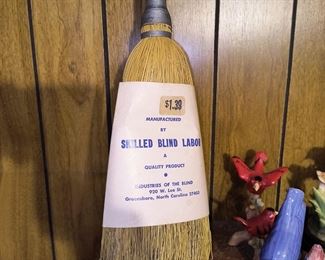 $1.39
MANUFACTURED
BY
SKILLED BLIND LABOR
A
QUALITY PRODUCT
INDUSTRIES OF THE BLIND
920 W. Lee St.
Greensboro, North Carolina 27403